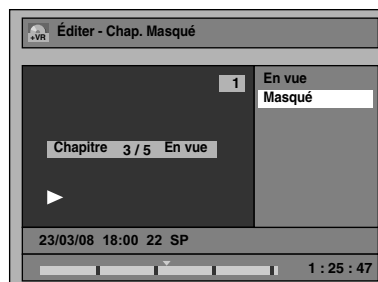 +VR Éditer - Chap. Masqué
1
En vue
Masqué
Chapitre 3 / 5 En vue
23/03/08 18:00 22 SP
1 : 25 : 47